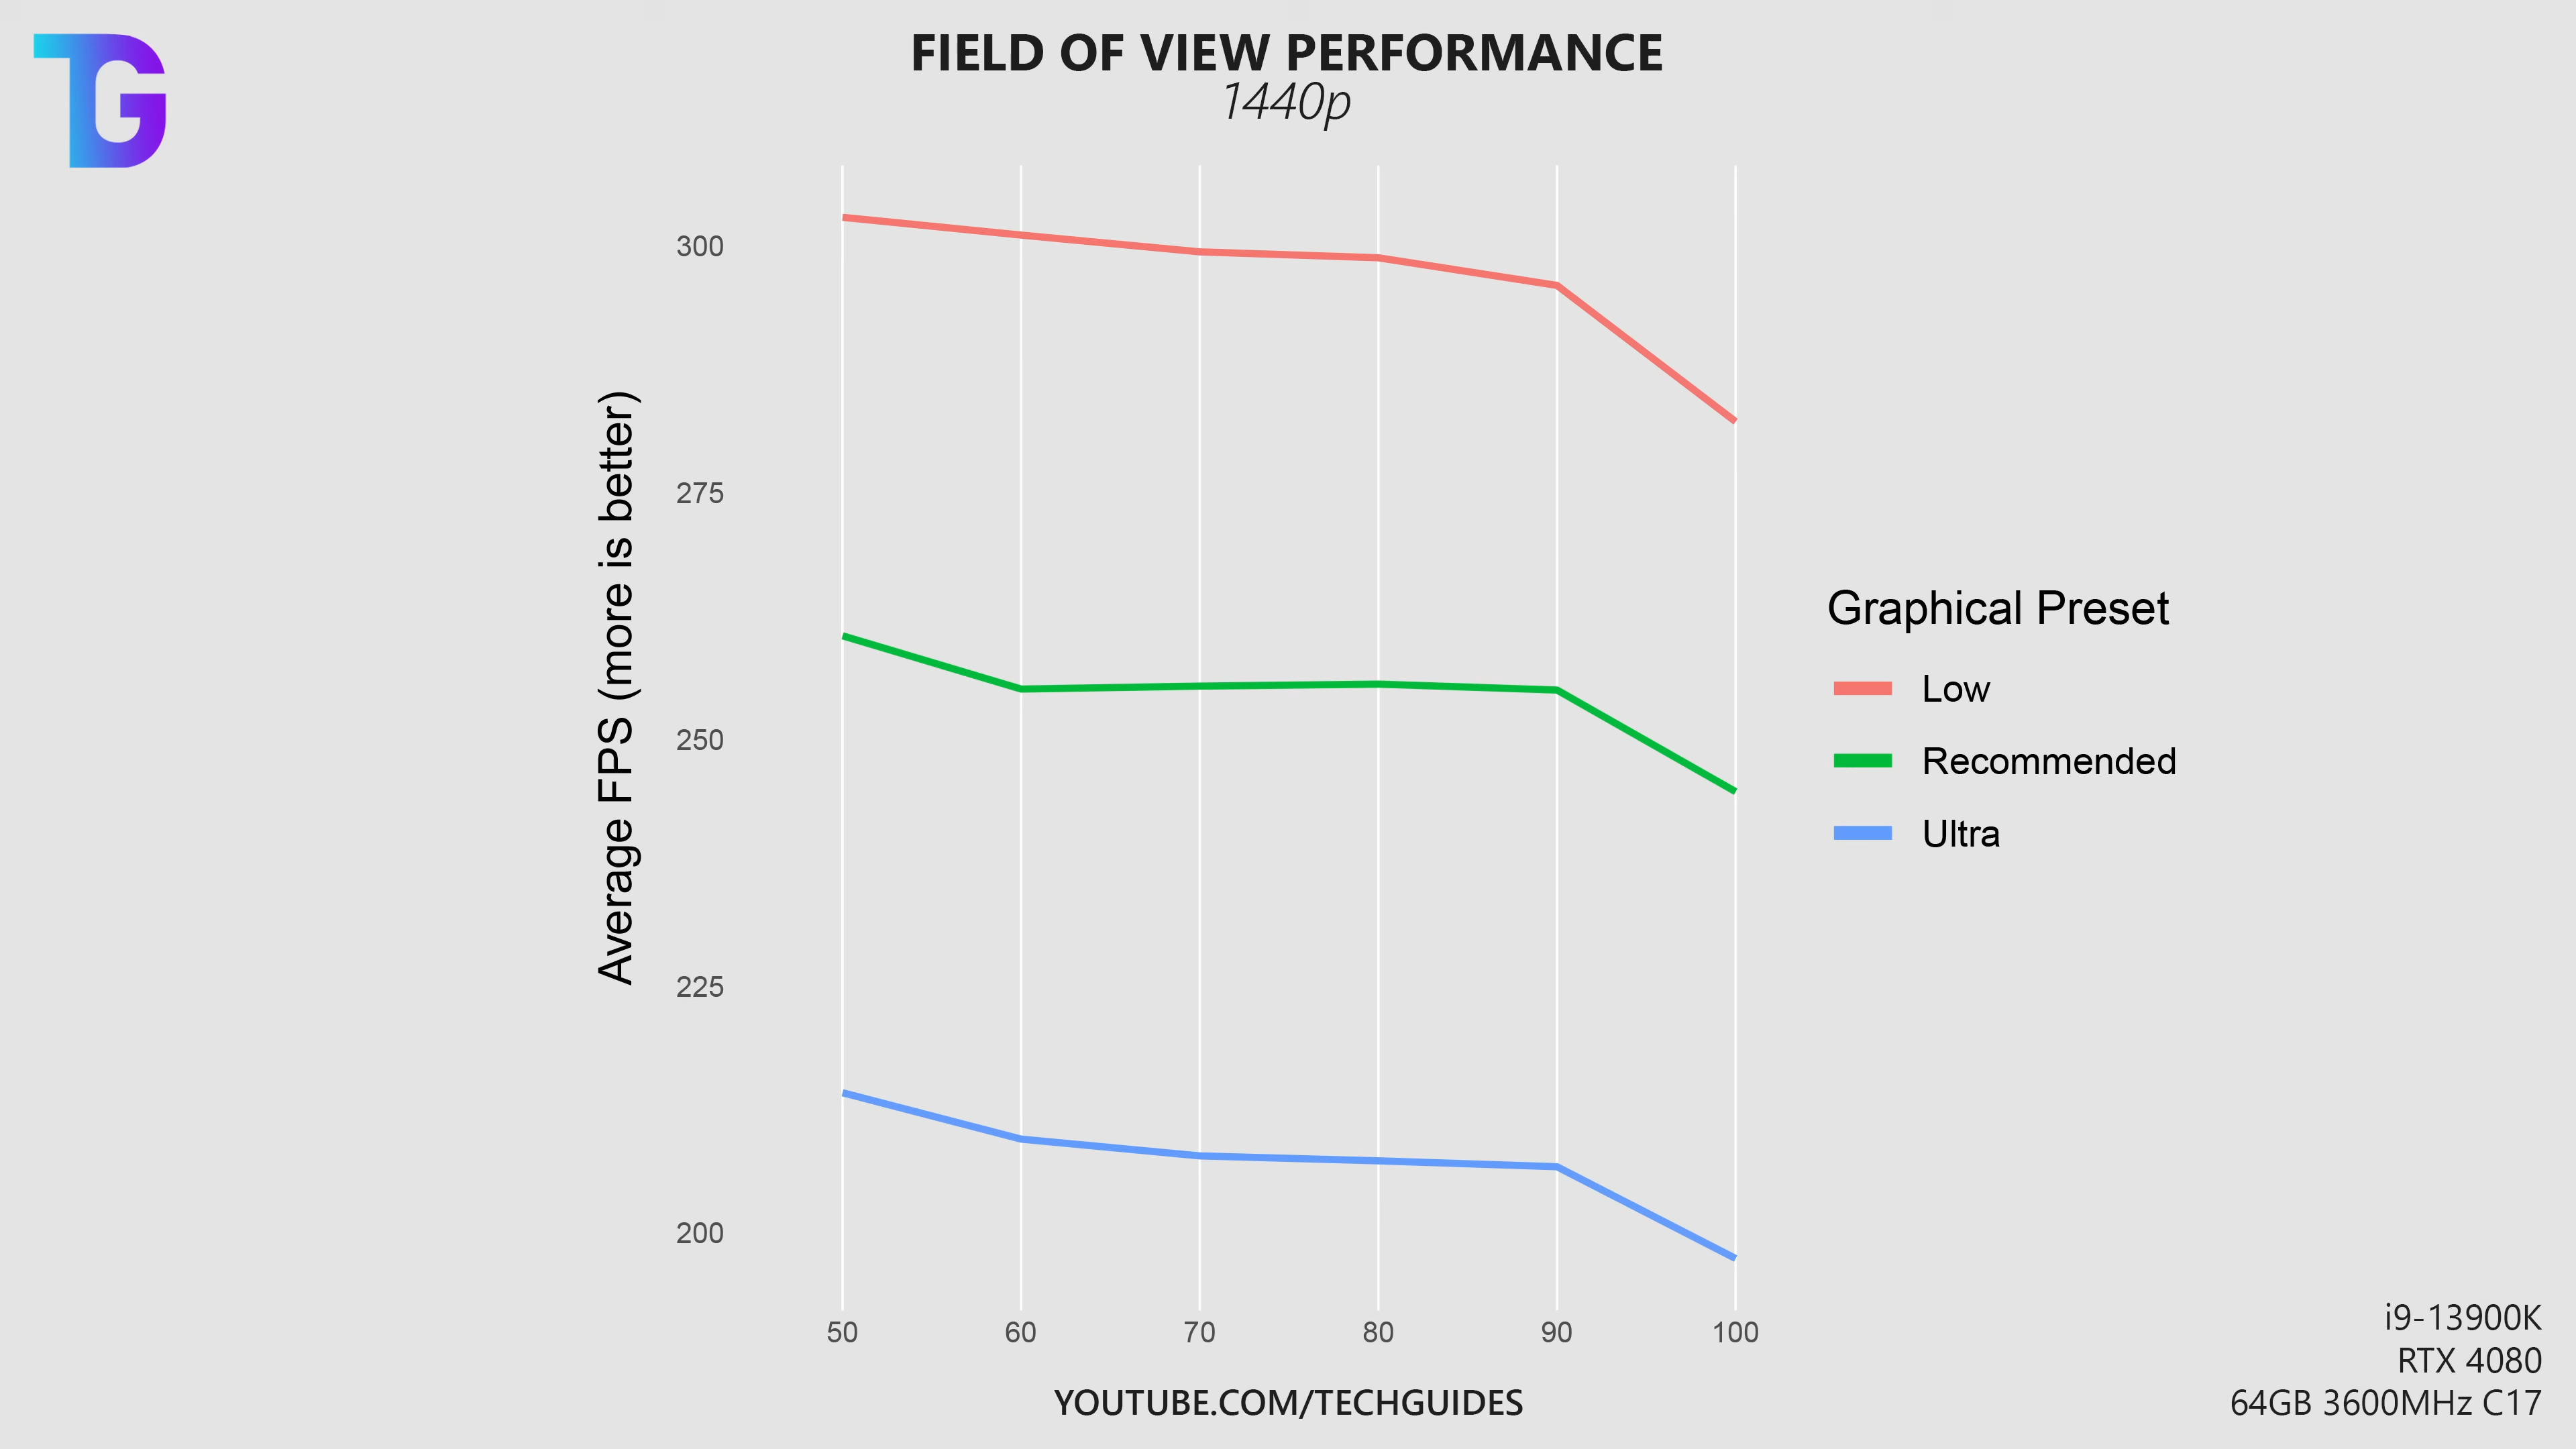 TG
FIELD OF VIEW PERFORMANCE
1440p
Average FPS (more is better)
300
275
250
225
200
50 60 70 80 90 100
Graphical Preset
Low
Recommended
Ultra
YOUTUBE.COM/TECHGUIDES
i9-13900K
RTX 4080
64GB 3600MHz C17